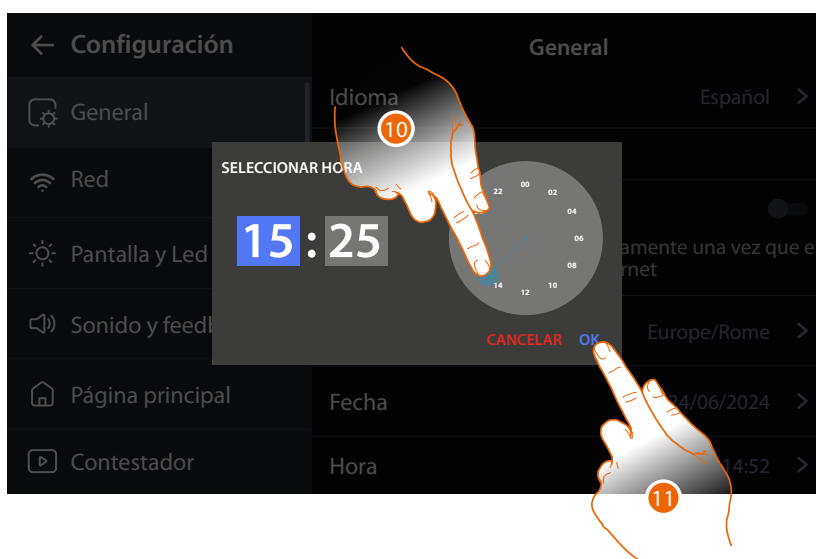 Configuración
General
General
Idioma
Español
10
Red
SELECCIONAR HORA
22
00
02
04
06
08
10
12
14
15 : 25
Pantalla y Led
amente una vez que e
rnet
Sonido y feedb
CANCELAR
OK
Europe/Rome
Página principal
Fecha
24/06/2024
Contestador
Hora
14:52
11